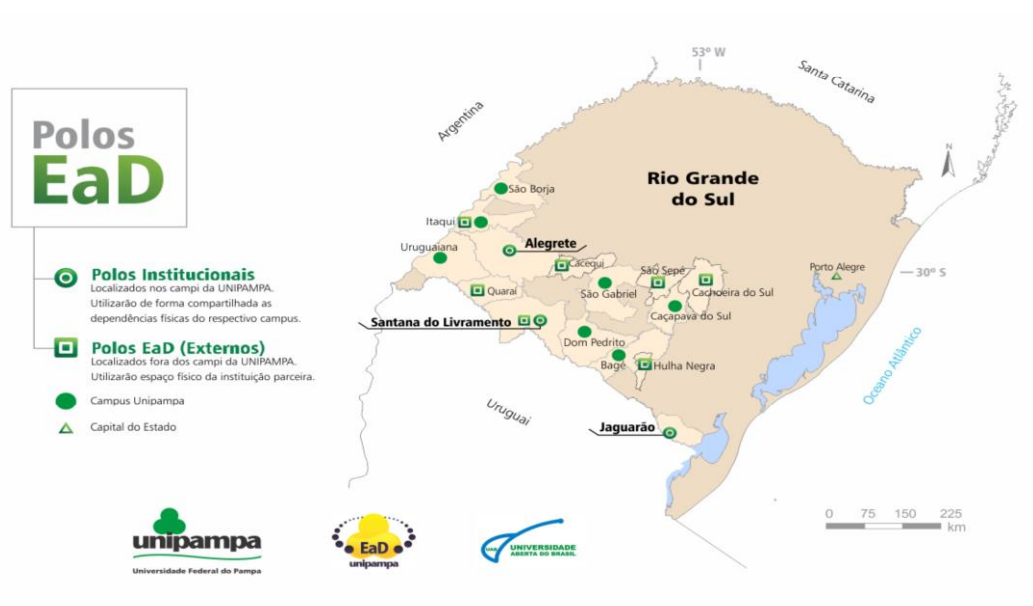 Polos
EaD
Polos Institucionais
Localizados nos campi da UNIPAMPA.
Utilizarão de forma compartilhada as
dependências físicas do respectivo campus.
Polos EaD (Externos)
Localizados fora dos campi da UNIPAMPA.
Utilizarão espaço físico da instituição parceira.
Campus Unipampa
Capital do Estado
53º W
Santa Catarina
Argentina
N
Rio Grande
do Sul
São Borja
Itaqui
Uruguaiana
Alegrete
Cacequi
São Sepé
Porto Alegre
30º S
Quaraí
São Gabriel
Cachoeira do Sul
Caçapava do Sul
Santana do Livramento
Dom Pedrito
Bagé
Hulha Negra
Uruguai
Jaguarão
Oceano Atlântico
0 75 150 225
km
unipampa
Universidade Federal do Pampa
EaD
unipampa
UAB
UNIVERSIDADE
ABERTA DO BRASIL